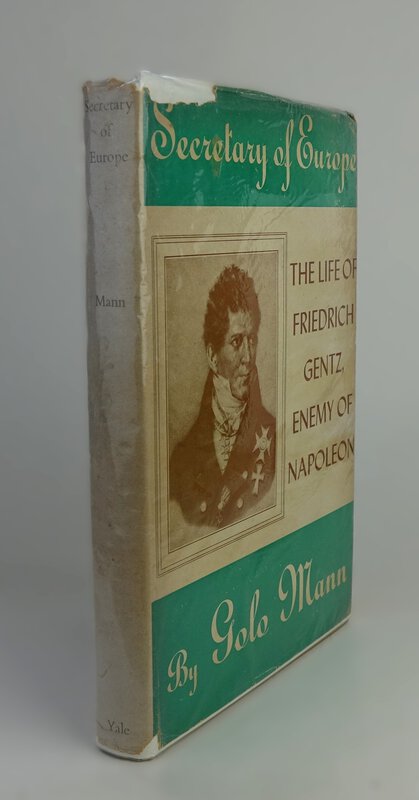 Secretary
of
Europe
Mann
Yale
Secretary of Europe
THE LIFE OF
FRIEDRICH
GENTZ,
ENEMY OF
NAPOLEON
By Golo Mann